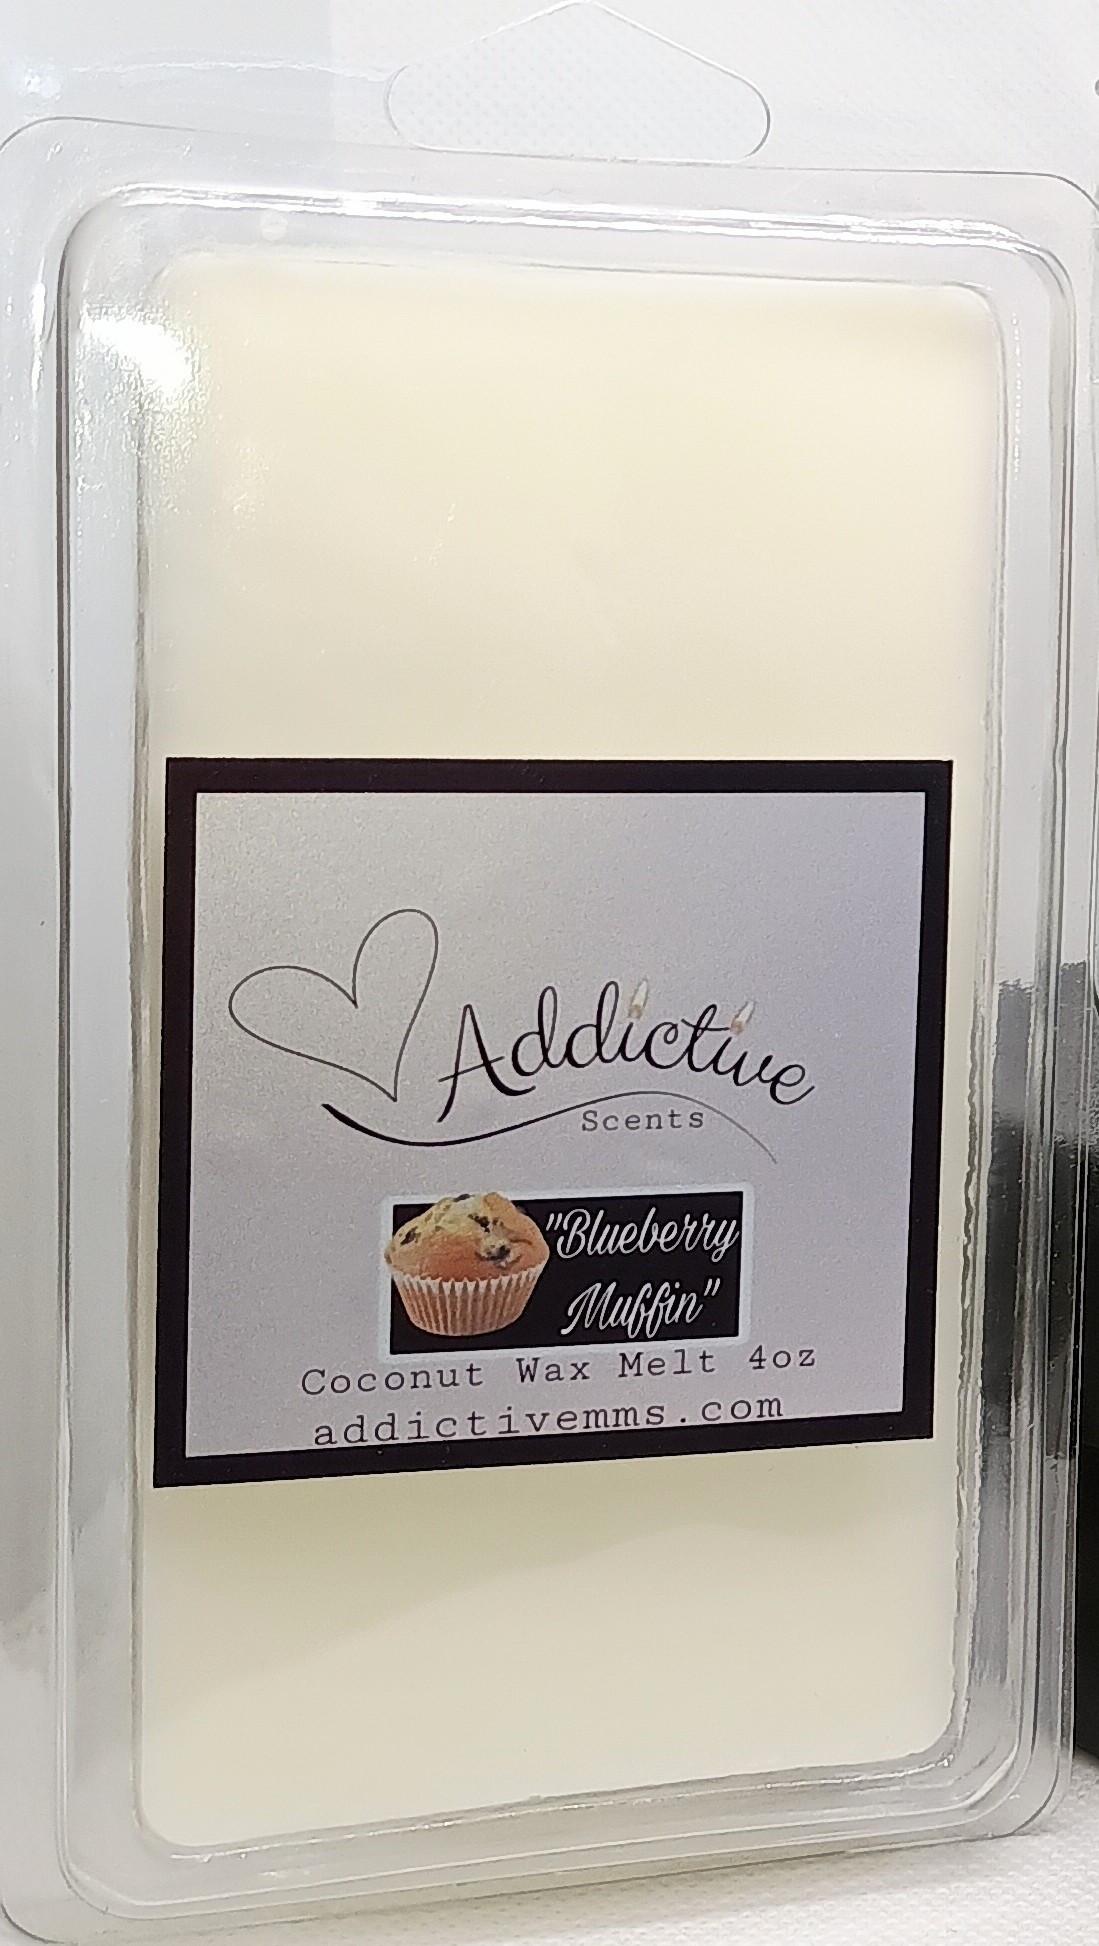 Addictive
Scents
"Blueberry
Muffin"
Coconut Wax Melt 4oz
addictivemms.com